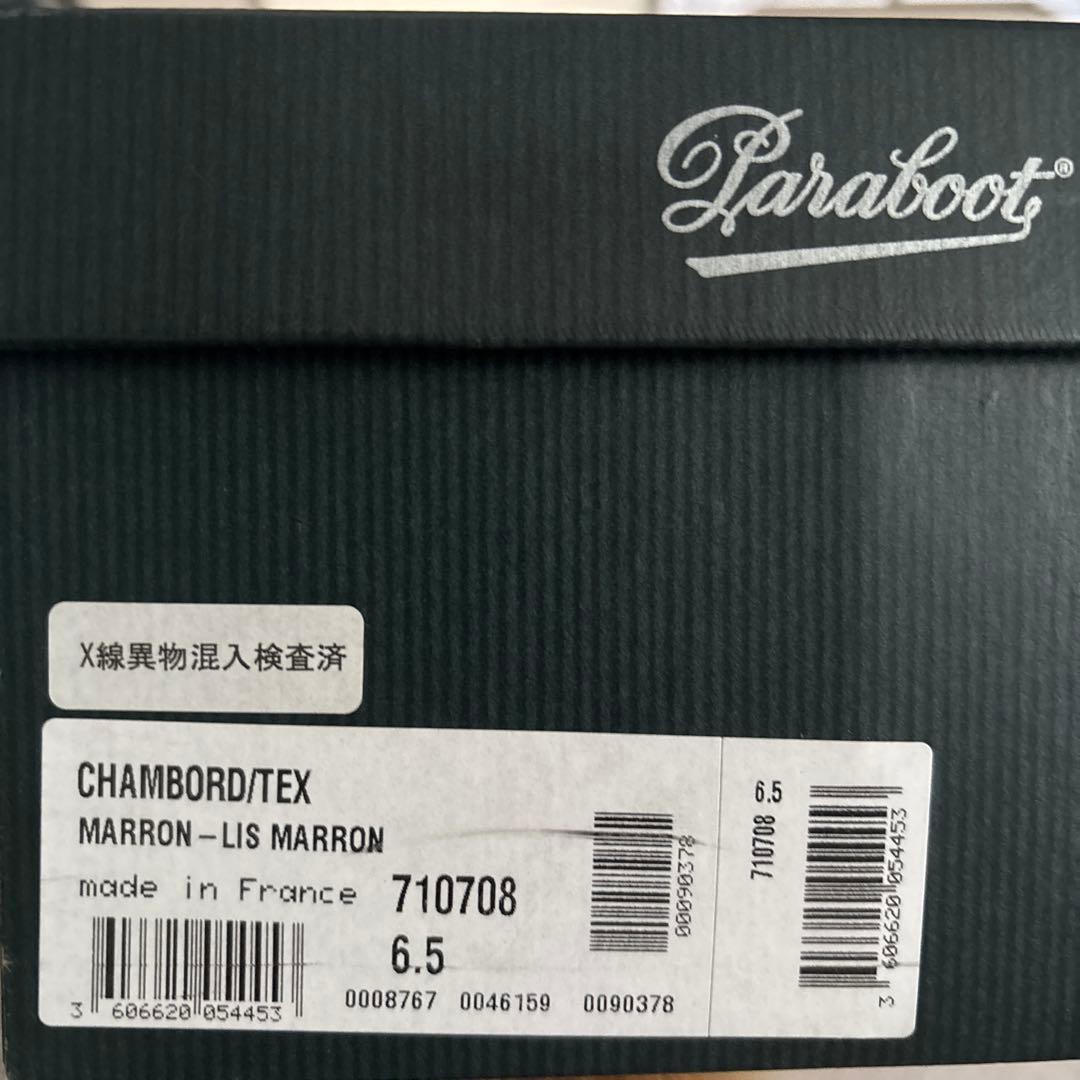 Paraboot®
X線異物混入検査済
CHAMBORD/TEX
MARRON – LIS MARRON
made in France 710708
6.5
3 606620 054453
0008767 0046159 0090378
00090378
6.5
710708
3 606620 054453